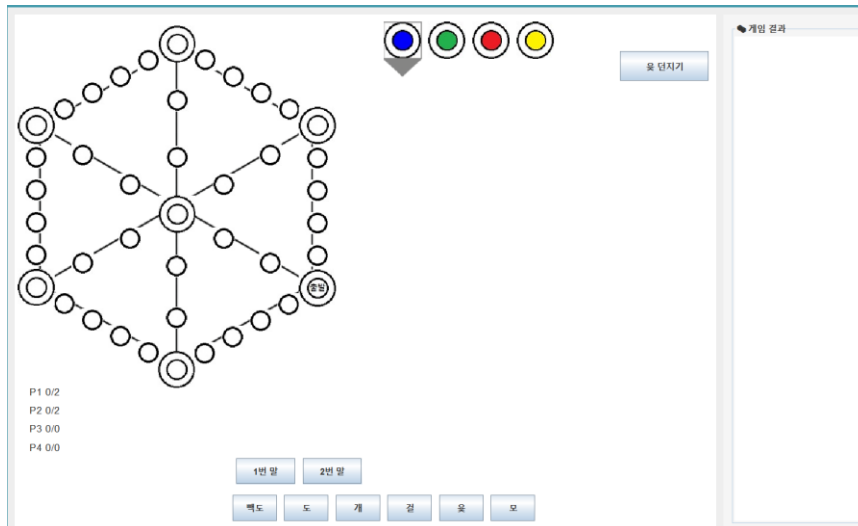 게임 결과
윷 던지기
출발
P1 0/2
P2 0/2
P3 0/0
P4 0/0
1번 말 2번 말
빽도 도 개 걸 윷 모